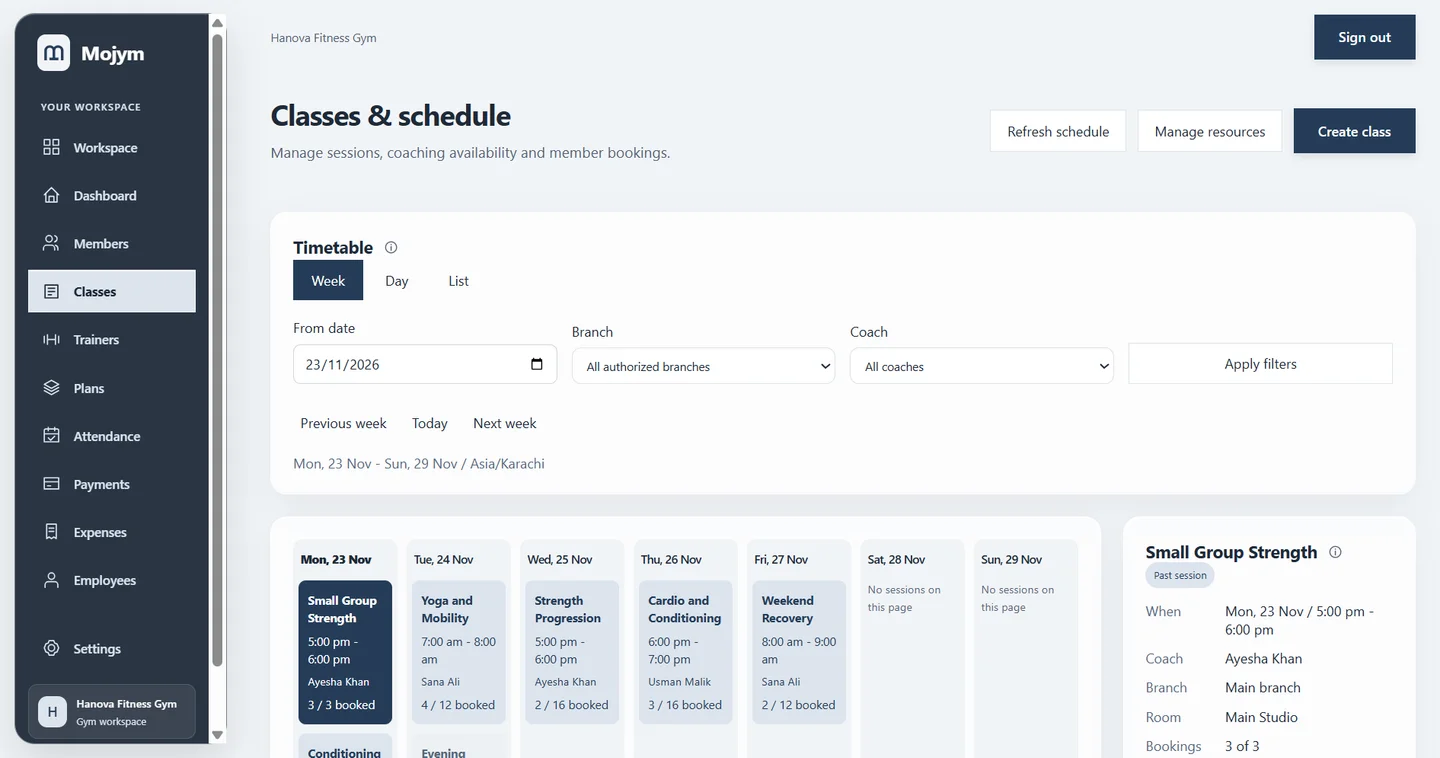 Mojym
YOUR WORKSPACE
Workspace
Dashboard
Members
Classes
Trainers
Plans
Attendance
Payments
Expenses
Employees
Settings
H
Hanova Fitness Gym
Gym workspace
Hanova Fitness Gym
Sign out
Classes & schedule
Manage sessions, coaching availability and member bookings.
Refresh schedule
Manage resources
Create class
Timetable
Week
Day
List
From date
23/11/2026
Branch
All authorized branches
Coach
All coaches
Apply filters
Previous week
Today
Next week
Mon, 23 Nov - Sun, 29 Nov / Asia/Karachi
Mon, 23 Nov
Small Group
Strength
5:00 pm -
6:00 pm
Ayesha Khan
3 / 3 booked
Conditioning
Tue, 24 Nov
Yoga and
Mobility
7:00 am - 8:00
am
Sana Ali
4 / 12 booked
Evening
Wed, 25 Nov
Strength
Progression
5:00 pm -
6:00 pm
Ayesha Khan
2 / 16 booked
Thu, 26 Nov
Cardio and
Conditioning
6:00 pm -
7:00 pm
Usman Malik
3 / 16 booked
Fri, 27 Nov
Weekend
Recovery
8:00 am - 9:00
am
Sana Ali
2 / 12 booked
Sat, 28 Nov
No sessions on
this page
Sun, 29 Nov
No sessions on
this page
Small Group Strength
Past session
When
Mon, 23 Nov / 5:00 pm -
6:00 pm
Coach
Ayesha Khan
Branch
Main branch
Room
Main Studio
Bookings
3 of 3